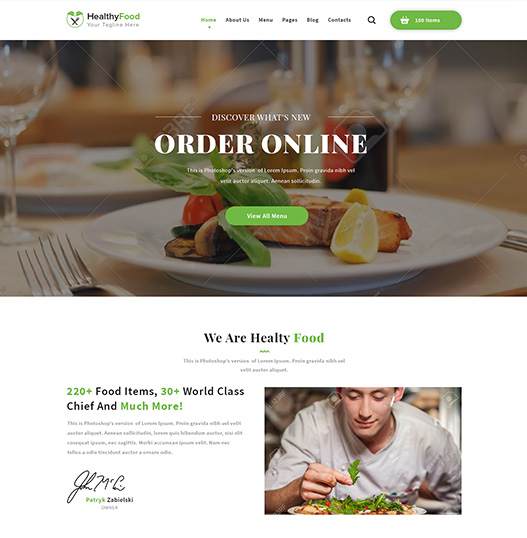 HealthyFood
Your Tagline Here
Home About Us Menu Pages Blog Contacts
100-Items
DISCOVER WHAT'S NEW
ORDER ONLINE
This is Photoshop's version of Lorem Ipsum. Proin gravida nibh vel
velit auctor aliquet. Aenean sollicitudin.
View All Menu
We Are Healty Food
This is Photoshop's version of Lorem Ipsum. Proin gravida nibh vel
velit auctor aliquet.
220+ Food Items, 30+ World Class
Chief And Much More!
This is Photoshop's version of Lorem Ipsum. Proin gravida nibh vel velit
auctor aliquet. Aenean sollicitudin, lorem quis bibendum auctor, nisi elit
consequat ipsum, nec sagittis. Morbi accumsan ipsum velit. Nam nec
tellus a odio tincidunt auctor a ornare odio.
Patryk Zabielski
OWNER